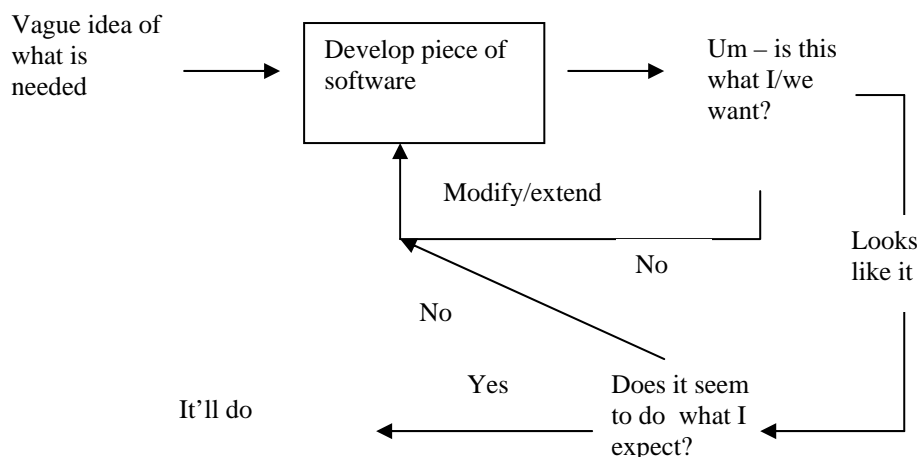 Vague idea of
what is
needed
Develop piece of
software
Um – is this
what I/we
want?
Modify/extend
No
Looks
like it
No
Yes
It'll do
Does it seem
to do  what I
expect?